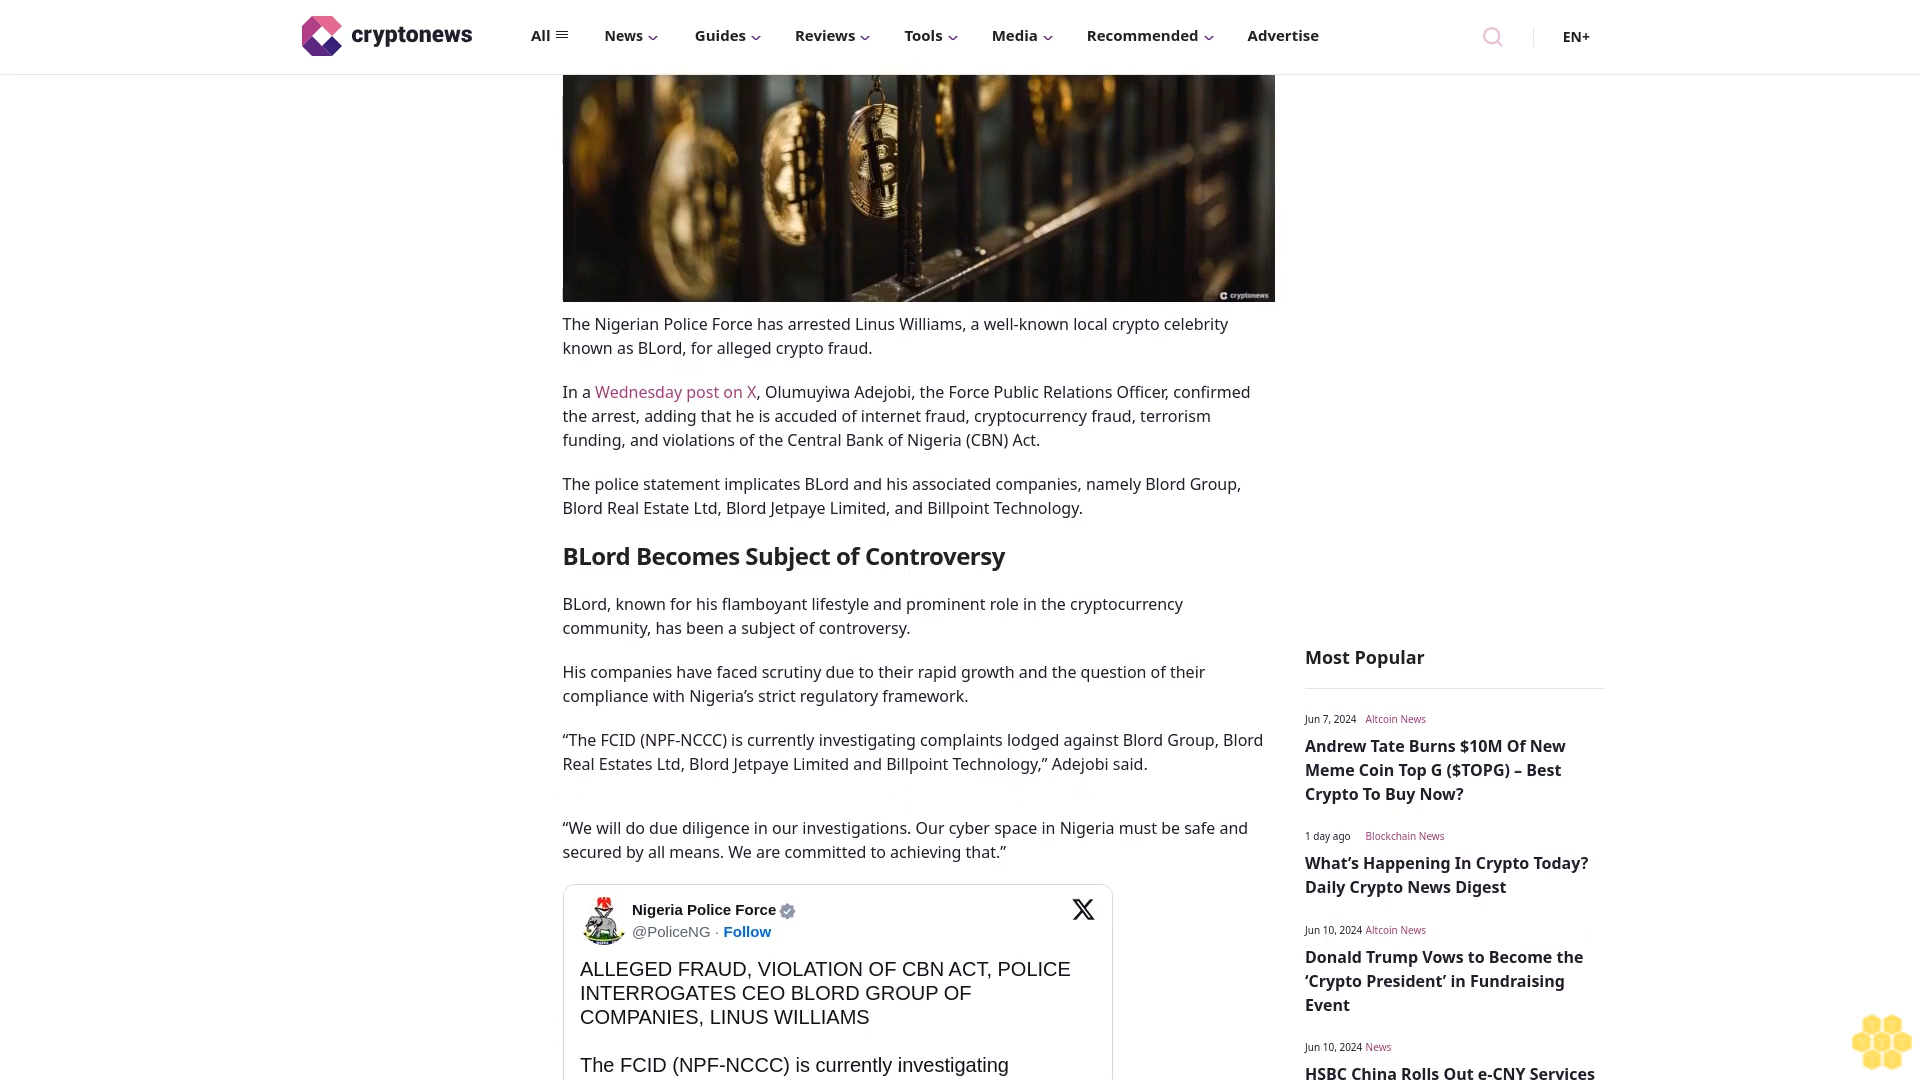 cryptonews
All
News
Guides
Reviews
Tools
Media
Recommended
Advertise
EN+
cryptonews
The Nigerian Police Force has arrested Linus Williams, a well-known local crypto celebrity
known as BLord, for alleged crypto fraud.
In a Wednesday post on X, Olumuyiwa Adejobi, the Force Public Relations Officer, confirmed
the arrest, adding that he is accuded of internet fraud, cryptocurrency fraud, terrorism
funding, and violations of the Central Bank of Nigeria (CBN) Act.
The police statement implicates BLord and his associated companies, namely Blord Group,
Blord Real Estate Ltd, Blord Jetpaye Limited, and Billpoint Technology.
BLord Becomes Subject of Controversy
BLord, known for his flamboyant lifestyle and prominent role in the cryptocurrency
community, has been a subject of controversy.
His companies have faced scrutiny due to their rapid growth and the question of their
compliance with Nigeria’s strict regulatory framework.
“The FCID (NPF-NCCC) is currently investigating complaints lodged against Blord Group, Blord
Real Estates Ltd, Blord Jetpaye Limited and Billpoint Technology,” Adejobi said.
“We will do due diligence in our investigations. Our cyber space in Nigeria must be safe and
secured by all means. We are committed to achieving that.”
Nigeria Police Force
@PoliceNG · Follow
ALLEGED FRAUD, VIOLATION OF CBN ACT, POLICE
INTERROGATES CEO BLORD GROUP OF
COMPANIES, LINUS WILLIAMS
The FCID (NPF-NCCC) is currently investigating
Most Popular
Jun 7, 2024 Altcoin News
Andrew Tate Burns $10M Of New
Meme Coin Top G ($TOPG) – Best
Crypto To Buy Now?
1 day ago Blockchain News
What’s Happening In Crypto Today?
Daily Crypto News Digest
Jun 10, 2024 Altcoin News
Donald Trump Vows to Become the
‘Crypto President’ in Fundraising
Event
Jun 10, 2024 News
HSBC China Rolls Out e-CNY Services